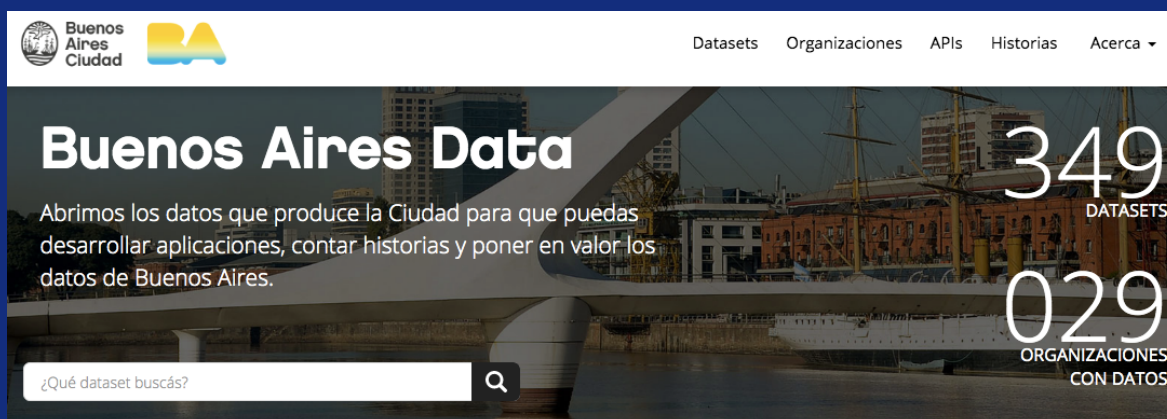 Buenos
Aires
Ciudad
BA
Datasets Organizaciones APIs Historias Acerca
Buenos Aires Data
Abrimos los datos que produce la Ciudad para que puedas
desarrollar aplicaciones, contar historias y poner en valor los
datos de Buenos Aires.
¿Qué dataset buscás?
349
DATASETS
029
ORGANIZACIONES
CON DATOS